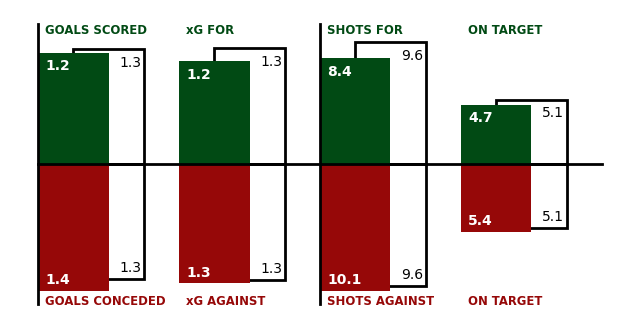 GOALS SCORED xG FOR SHOTS FOR ON TARGET
1.2 1.3 1.2 1.3 8.4 9.6 4.7 5.1
1.4 1.3 1.3 1.3 10.1 9.6 5.4 5.1
GOALS CONCEDED xG AGAINST SHOTS AGAINST ON TARGET